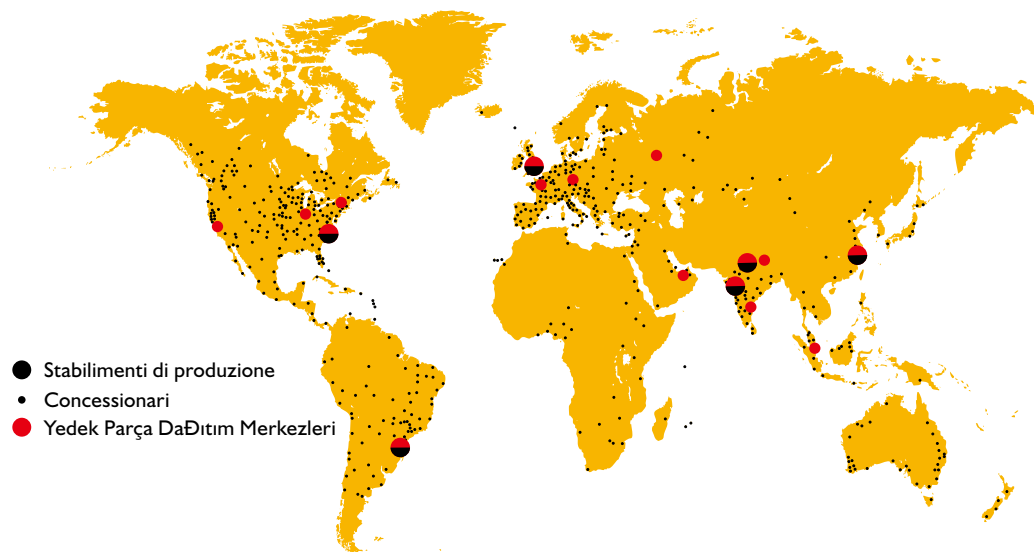 Stabilimenti di produzione
Concessionari
Yedek Parça DaĐıtım Merkezleri